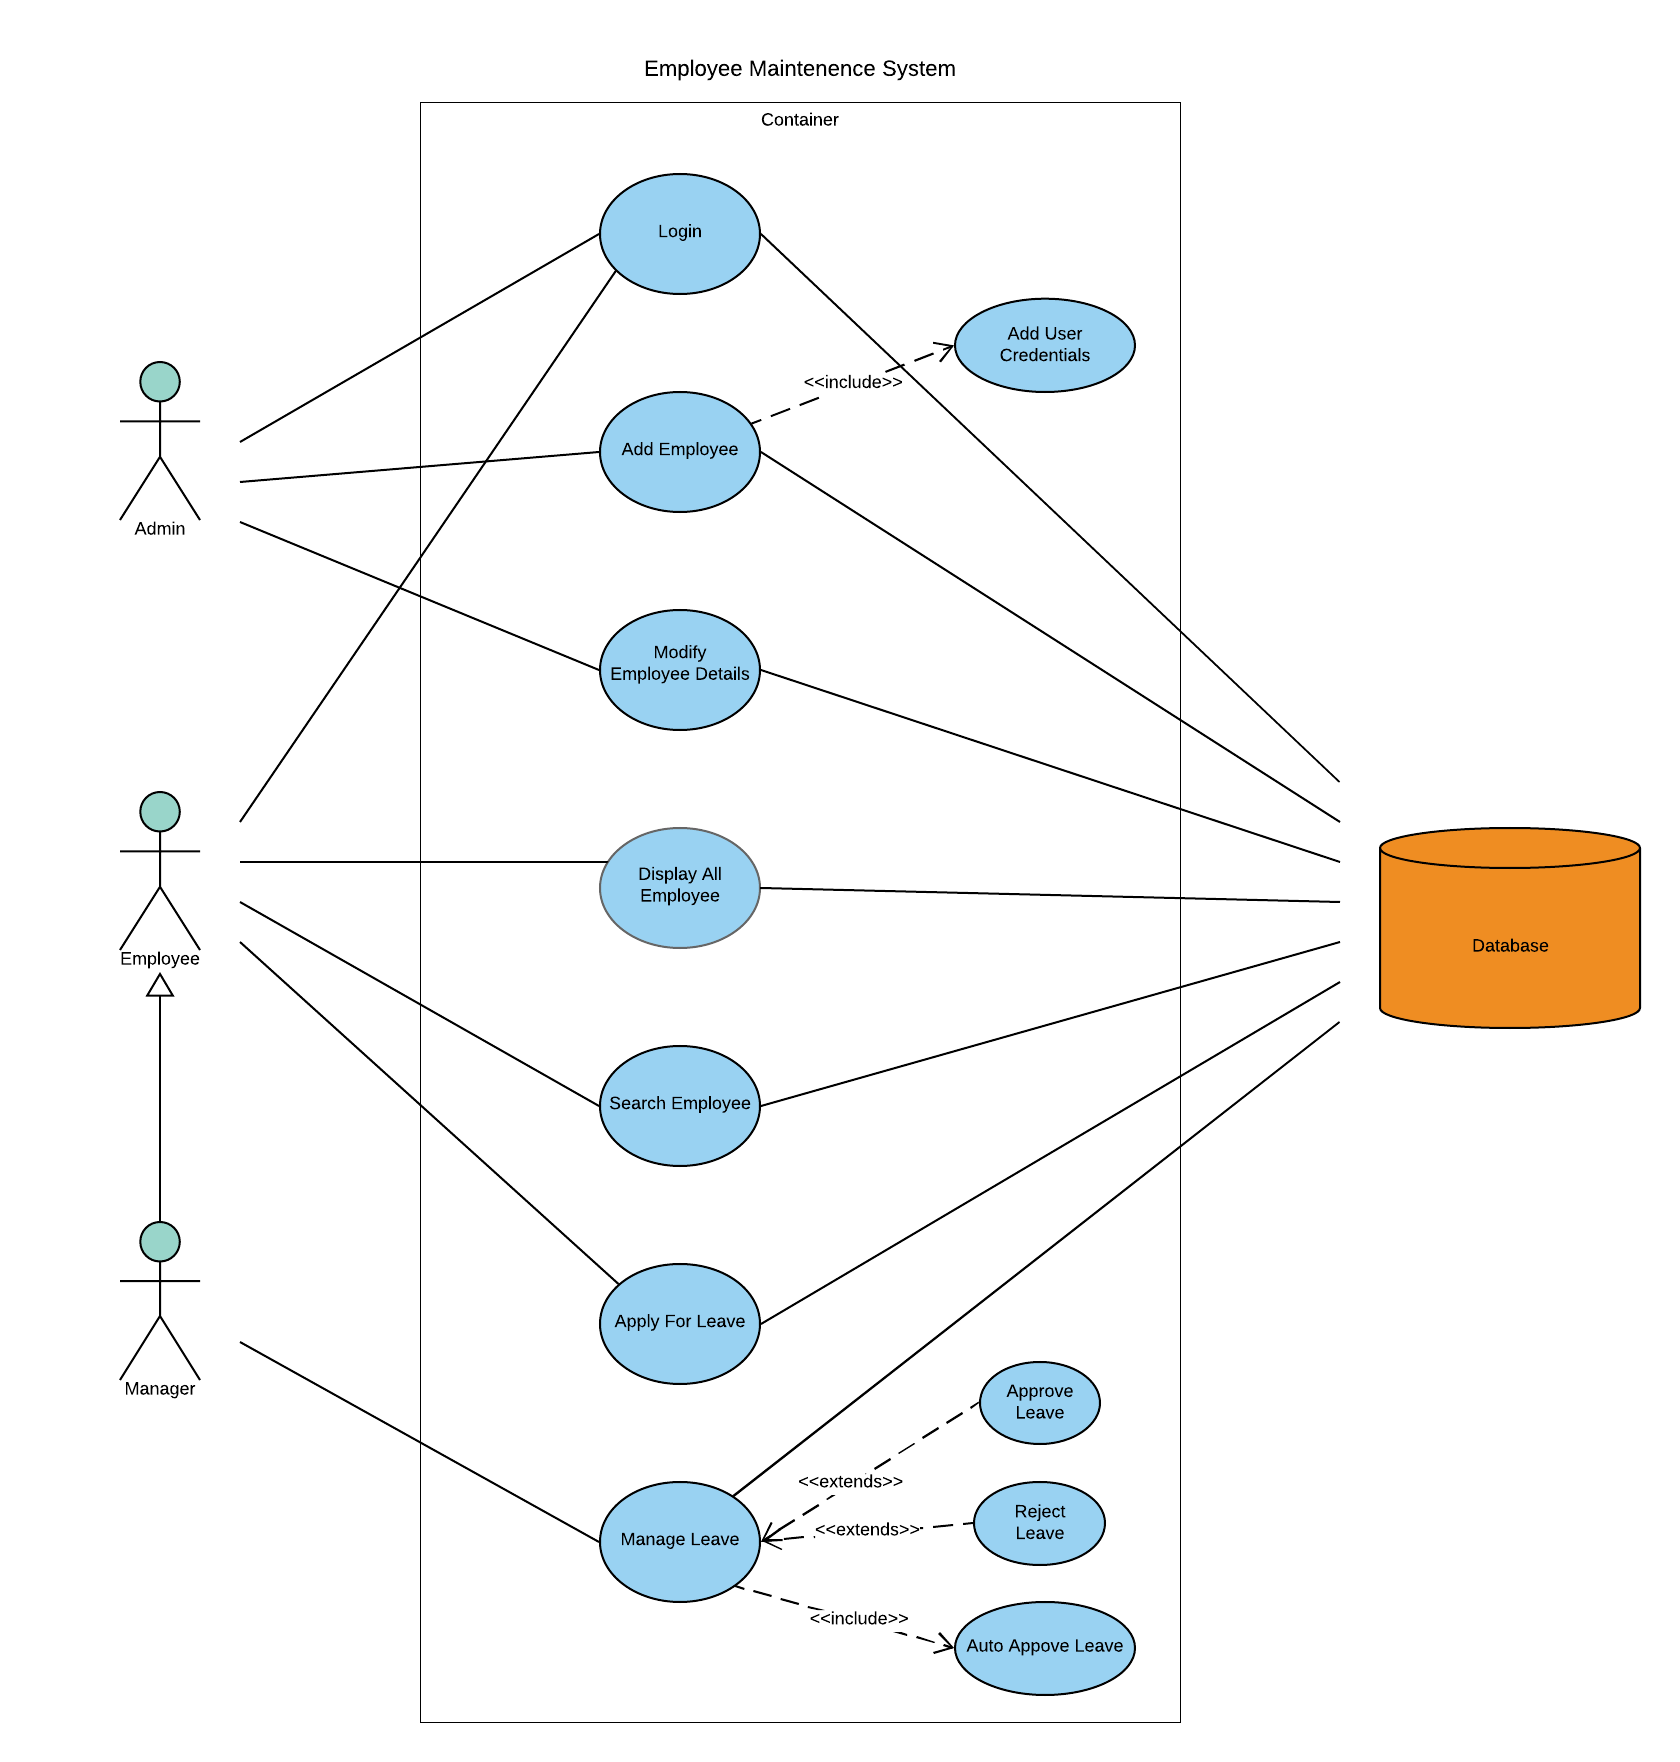 Employee Maintenence System
Container
Login
Add User
Credentials
<<include>>
Add Employee
Admin
Modify
Employee Details
Display All
Employee
Employee
Database
Search Employee
Apply For Leave
Manager
Approve
Leave
<<extends>>
Reject
Leave
<<extends>>
Manage Leave
<<include>>
Auto Appove Leave